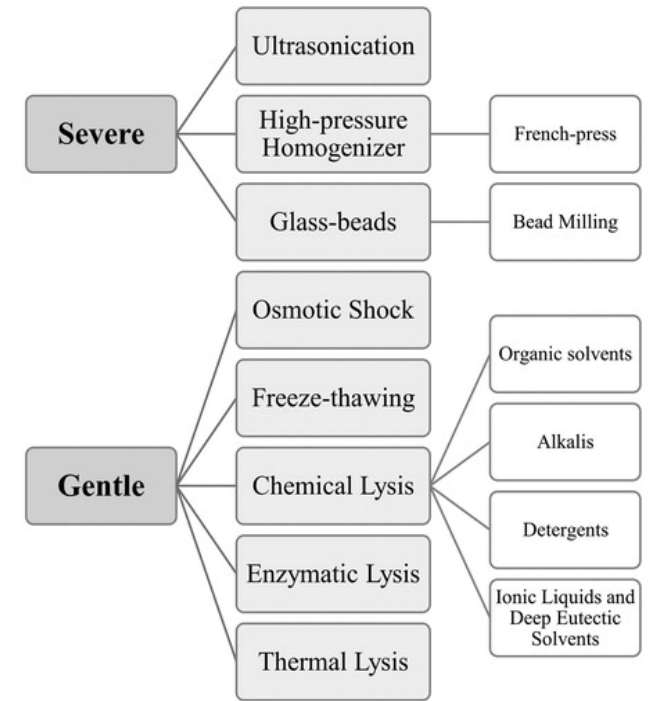 Severe
Ultrasonication
High-pressure
Homogenizer
French-press
Glass-beads
Bead Milling
Gentle
Osmotic Shock
Freeze-thawing
Chemical Lysis
Organic solvents
Alkalis
Detergents
Ionic Liquids and
Deep Eutectic
Solvents
Enzymatic Lysis
Thermal Lysis